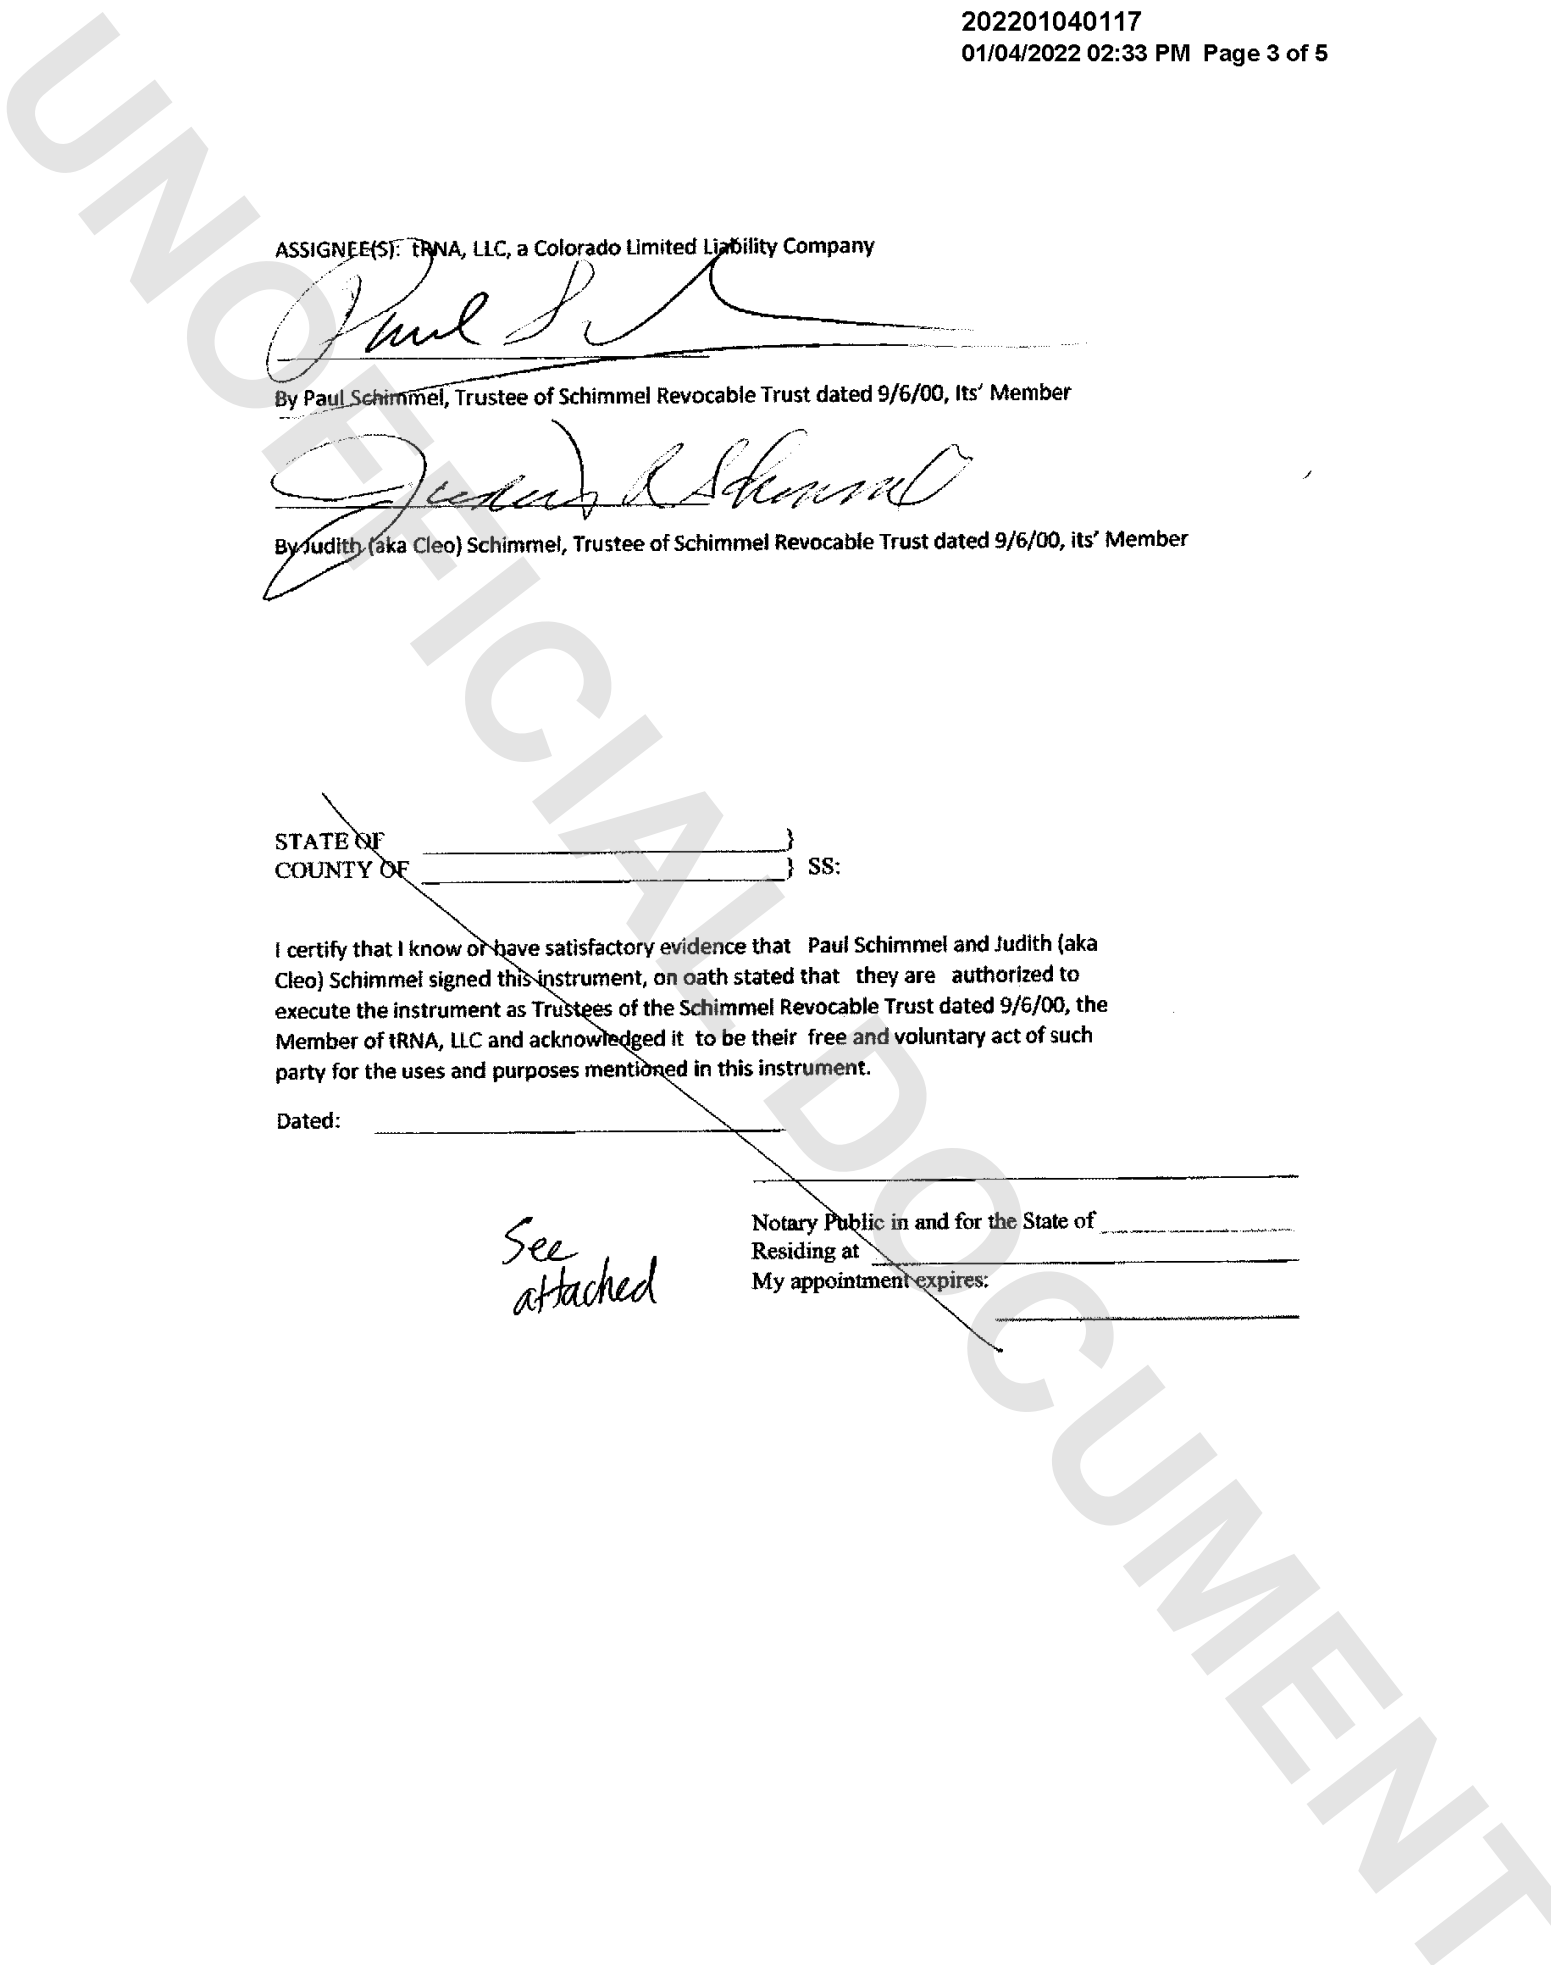 202201040117
01/04/2022 02:33 PM Page 3 of 5
UNOFFICIAL DOCUMENT
ASSIGNEE(S): tRNA, LLC, a Colorado Limited Liability Company
Paul
By Paul Schimmel, Trustee of Schimmel Revocable Trust dated 9/6/00, Its' Member
Judith R Schimmel
By Judith (aka Cleo) Schimmel, Trustee of Schimmel Revocable Trust dated 9/6/00, its' Member
STATE OF }
COUNTY OF } SS:
I certify that I know or have satisfactory evidence that Paul Schimmel and Judith (aka
Cleo) Schimmel signed this instrument, on oath stated that they are authorized to
execute the instrument as Trustees of the Schimmel Revocable Trust dated 9/6/00, the
Member of tRNA, LLC and acknowledged it to be their free and voluntary act of such
party for the uses and purposes mentioned in this instrument.
Dated:
See
attached
Notary Public in and for the State of
Residing at
My appointment expires: